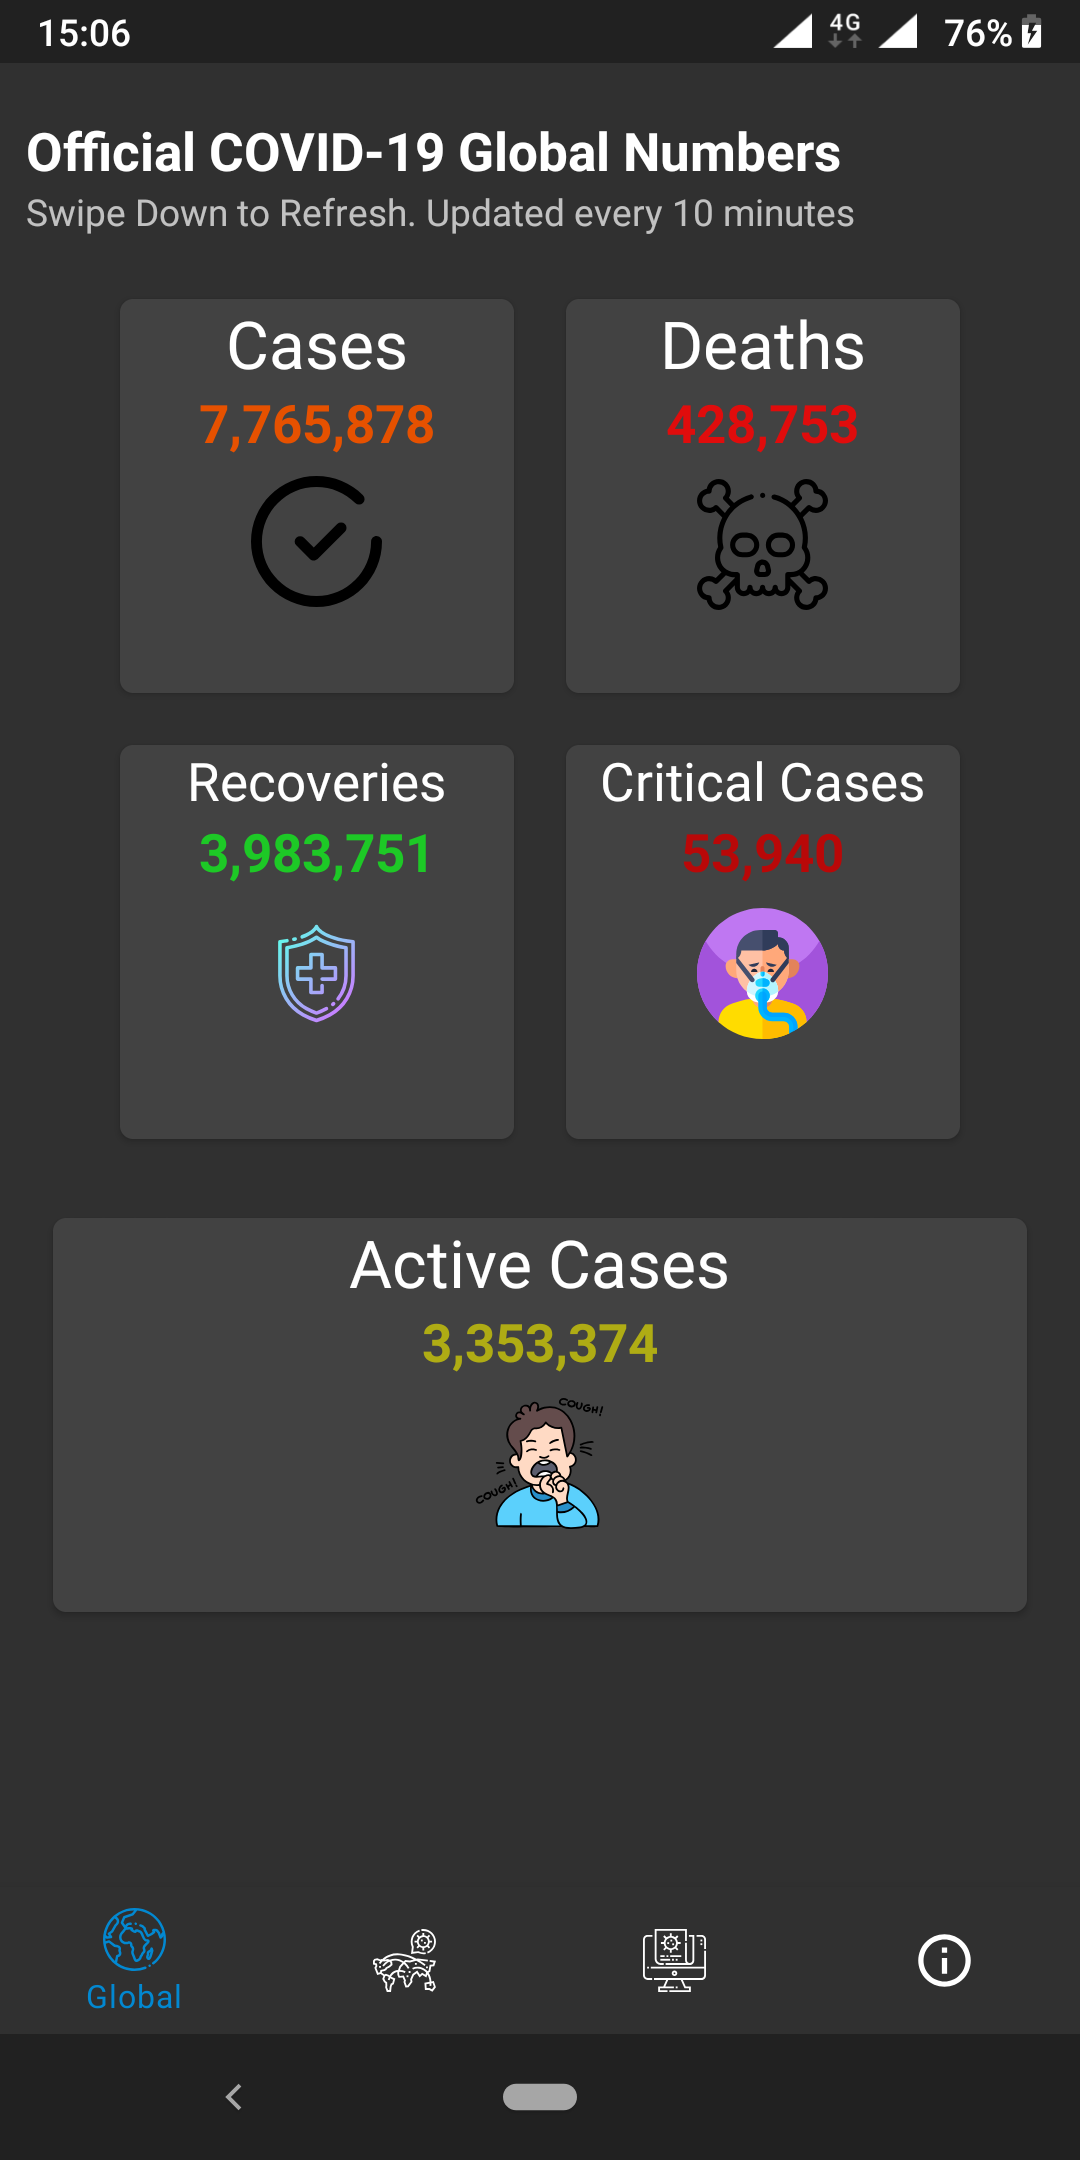 15:06
4G
76%
Official COVID-19 Global Numbers
Swipe Down to Refresh. Updated every 10 minutes
Cases
7,765,878
Deaths
428,753
Recoveries
3,983,751
Critical Cases
53,940
Active Cases
3,353,374
COUGH!
COUGH!
Global